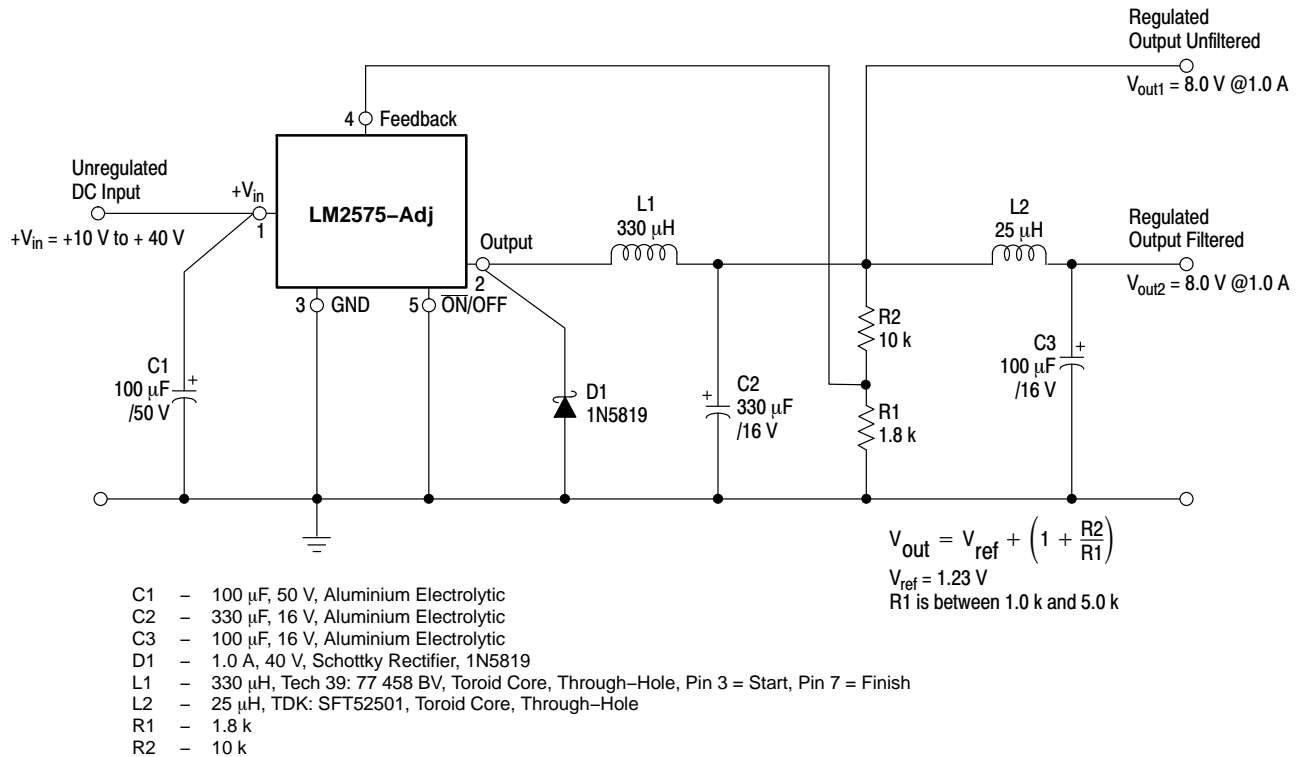 Regulated
Output Unfiltered
Vout1 = 8.0 V @1.0 A
4 Feedback
Unregulated
DC Input
+Vin = +10 V to + 40 V
+Vin
1
LM2575–Adj
Output
2
3 GND
5 ON/OFF
L1
330 μH
L2
25 μH
Regulated
Output Filtered
Vout2 = 8.0 V @1.0 A
C1
100 μF
/50 V
+
D1
1N5819
+
C2
330 μF
/16 V
R2
10 k
R1
1.8 k
C3
100 μF
/16 V
+
Vout = Vref + (1 + R2/R1)
Vref = 1.23 V
R1 is between 1.0 k and 5.0 k
C1 – 100 μF, 50 V, Aluminium Electrolytic
C2 – 330 μF, 16 V, Aluminium Electrolytic
C3 – 100 μF, 16 V, Aluminium Electrolytic
D1 – 1.0 A, 40 V, Schottky Rectifier, 1N5819
L1 – 330 μH, Tech 39: 77 458 BV, Toroid Core, Through–Hole, Pin 3 = Start, Pin 7 = Finish
L2 – 25 μH, TDK: SFT52501, Toroid Core, Through–Hole
R1 – 1.8 k
R2 – 10 k